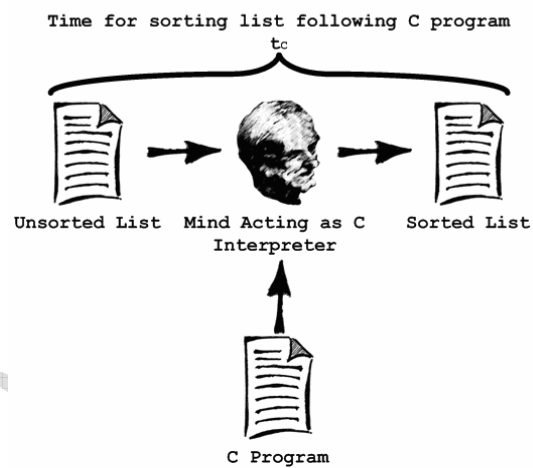 Time for sorting list following C program
tc
Unsorted List
Mind Acting as C
Interpreter
Sorted List
C Program